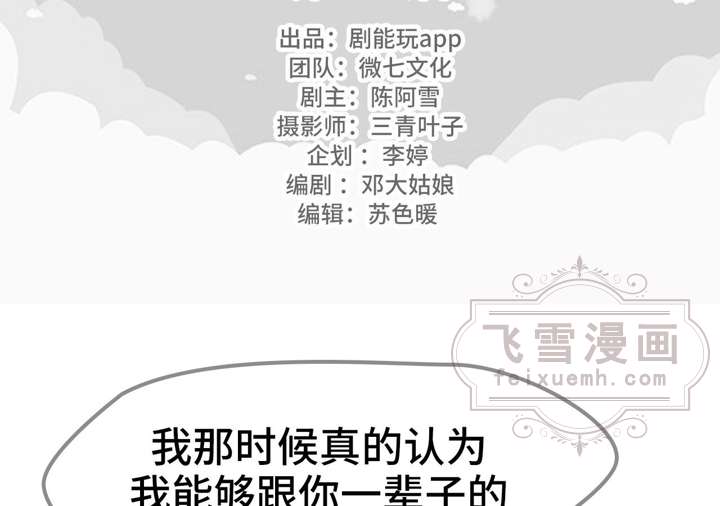 出品：剧能玩app
团队：微七文化
剧主：陈阿雪
摄影师：三青叶子
企划：李婷
编剧：邓大姑娘
编辑：苏色暖
飞雪漫画
feixuemh.com
我那时候真的认为
我能够跟你一辈子的